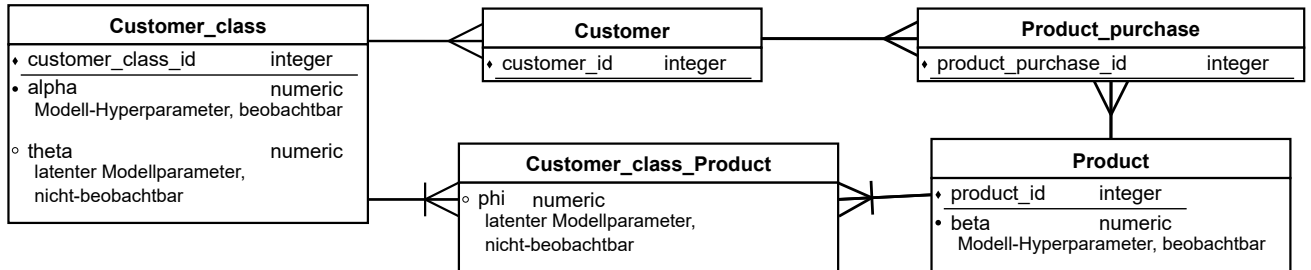 Customer_class
customer_class_id integer
alpha numeric
Modell-Hyperparameter, beobachtbar
theta numeric
latenter Modellparameter,
nicht-beobachtbar
Customer
customer_id integer
Product_purchase
product_purchase_id integer
Customer_class_Product
phi numeric
latenter Modellparameter,
nicht-beobachtbar
Product
product_id integer
beta numeric
Modell-Hyperparameter, beobachtbar